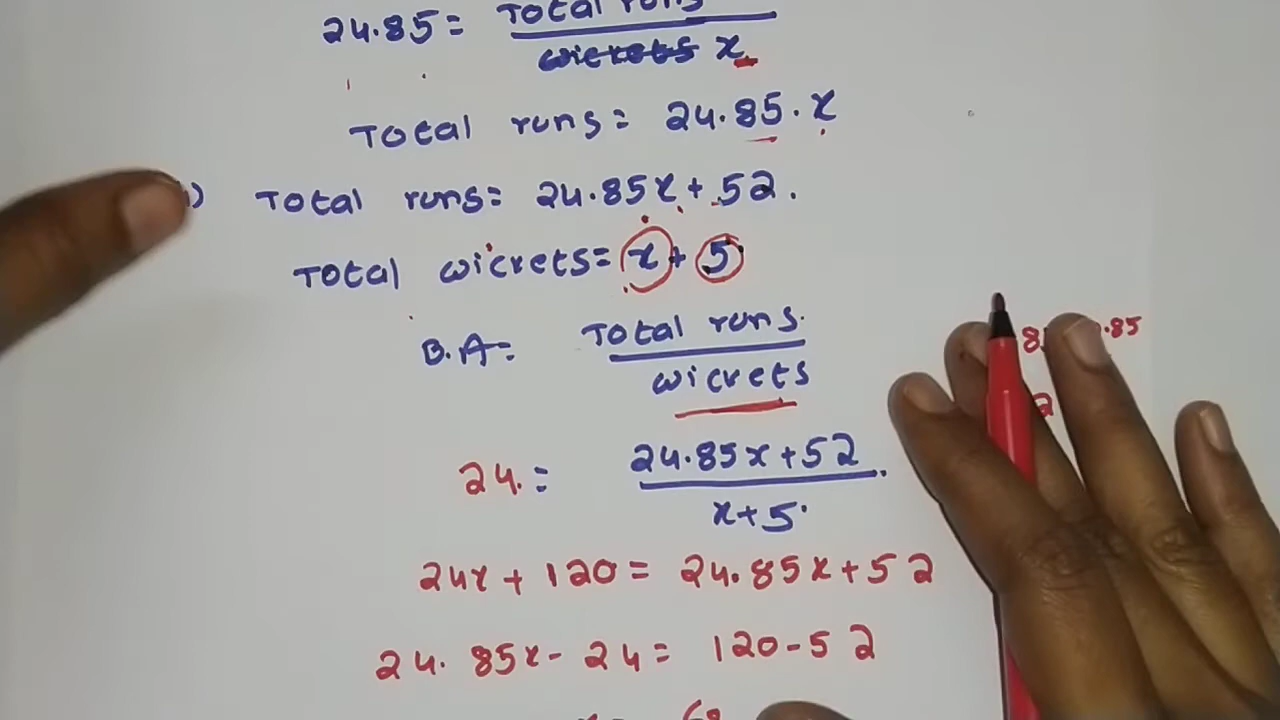 24.85 = Total runs
wicrets x
Total runs = 24.85.x
) Total runs= 24.85x + 52.
Total wicrets= x + 5
B.A= Total runs.
wicrets
24. = 24.85x+52
x+5
24x + 120 = 24.85x+52
24. 85x- 24 = 120-52